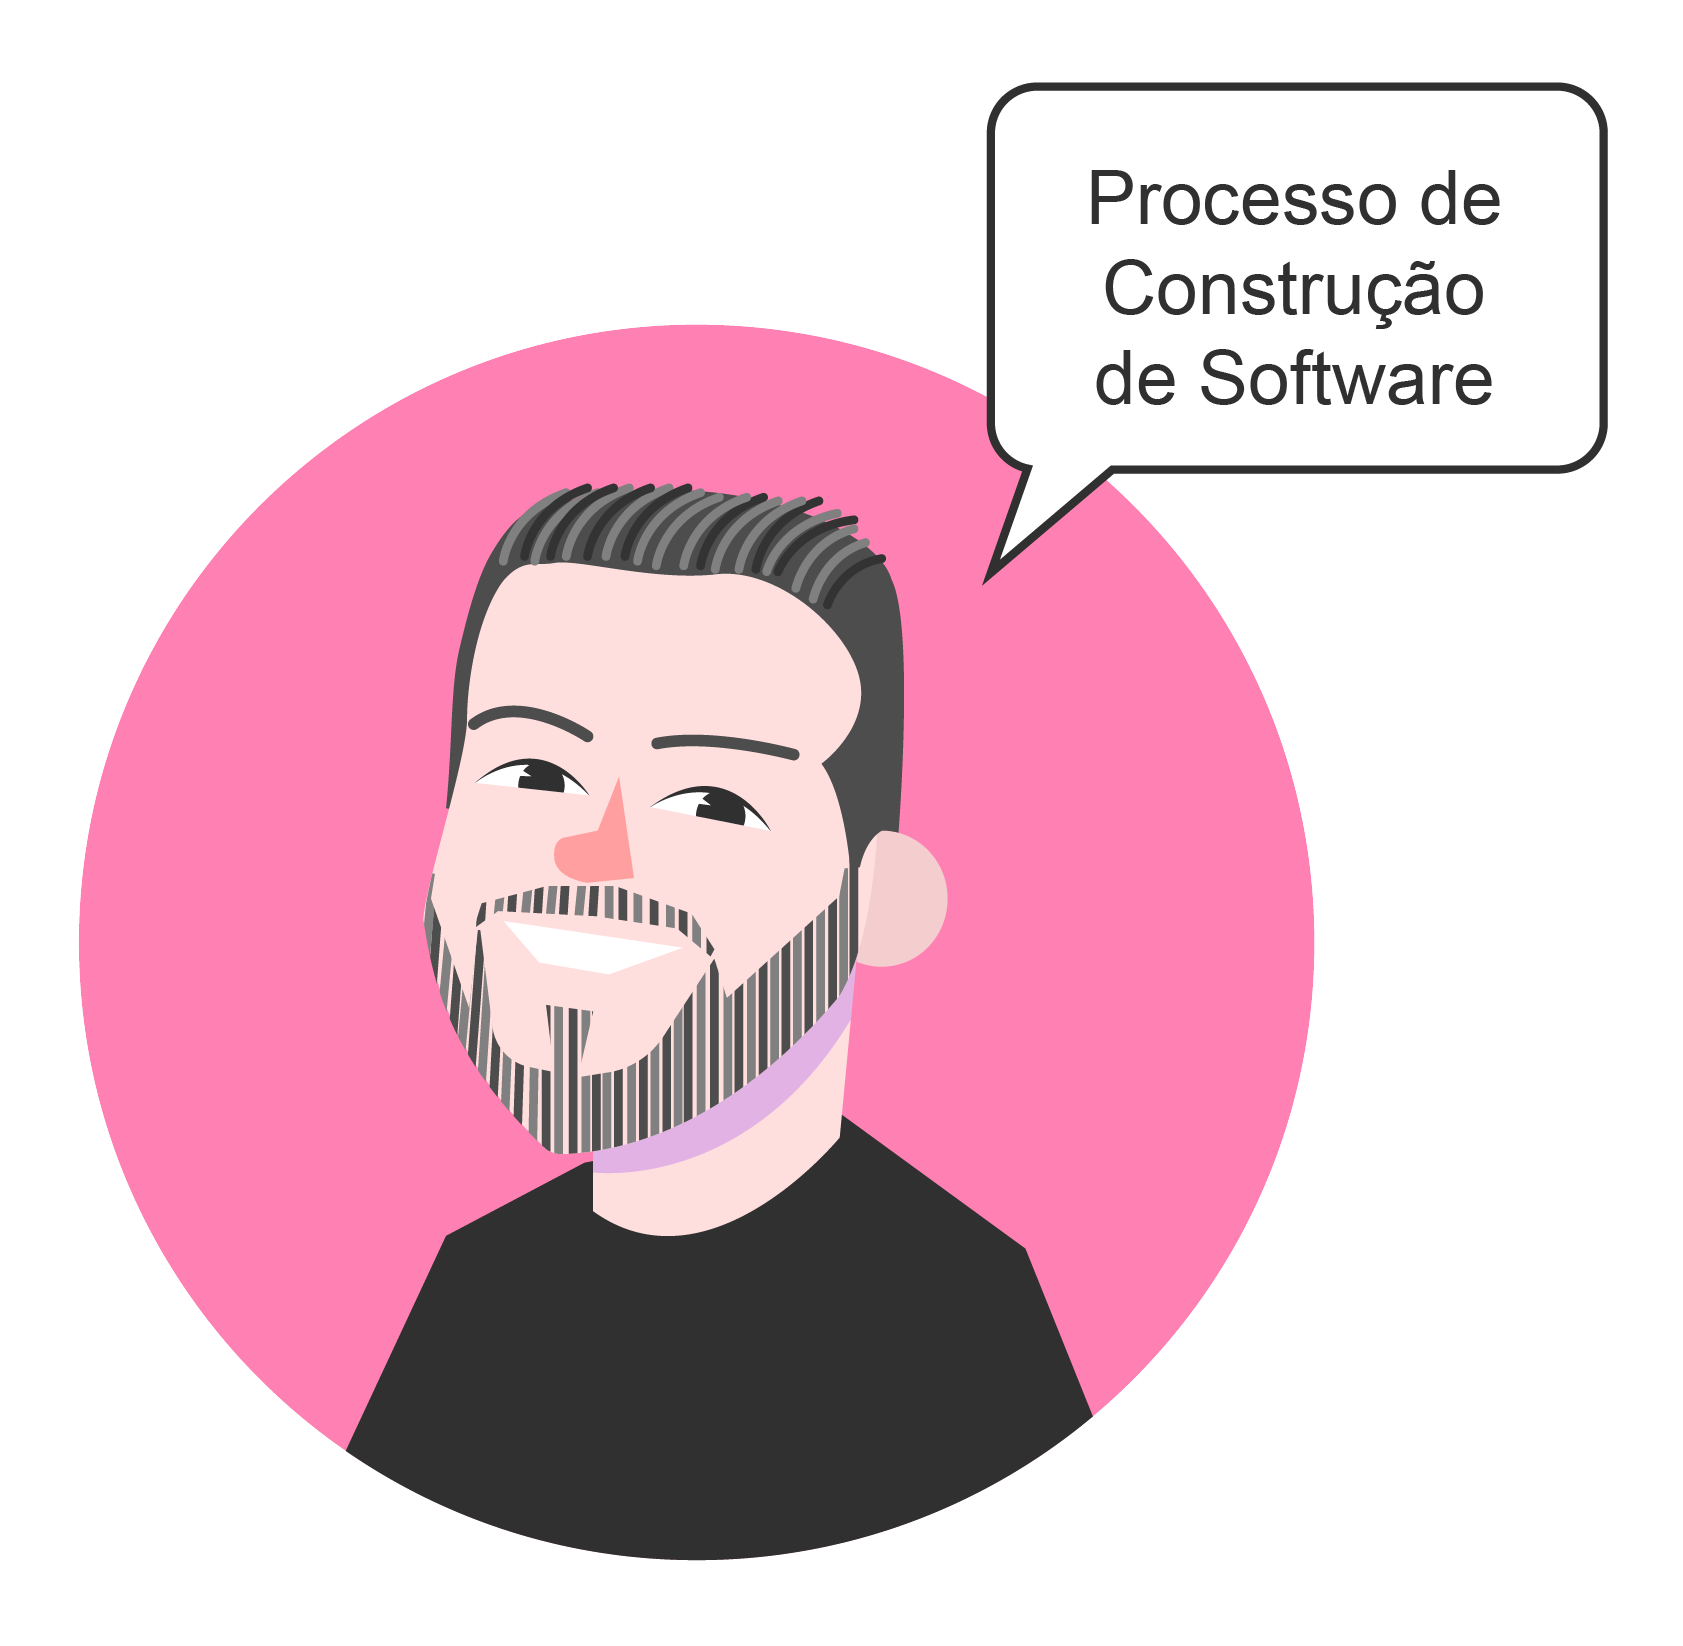 Processo de
Construção
de Software